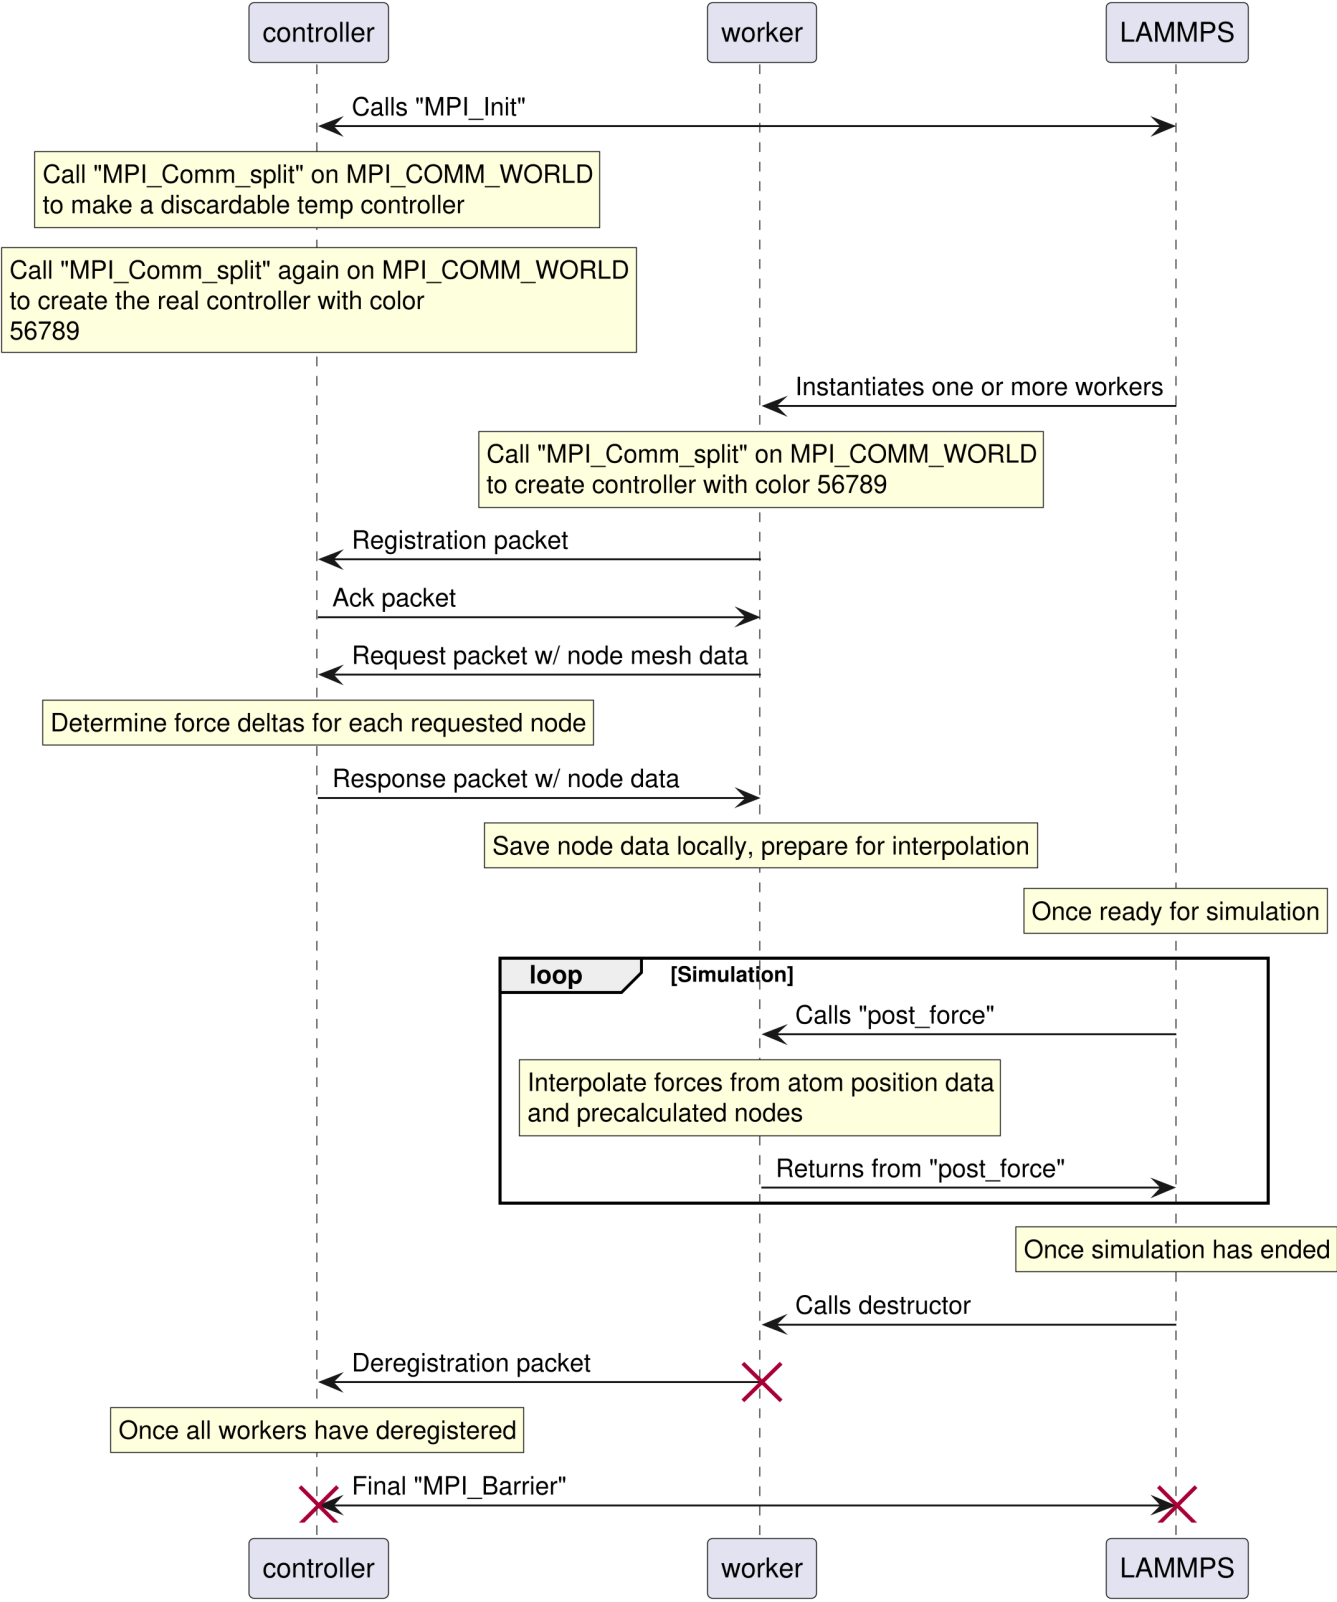 controller
worker
LAMMPS
Calls "MPI_Init"
Call "MPI_Comm_split" on MPI_COMM_WORLD
to make a discardable temp controller
Call "MPI_Comm_split" again on MPI_COMM_WORLD
to create the real controller with color
56789
Instantiates one or more workers
Call "MPI_Comm_split" on MPI_COMM_WORLD
to create controller with color 56789
Registration packet
Ack packet
Request packet w/ node mesh data
Determine force deltas for each requested node
Response packet w/ node data
Save node data locally, prepare for interpolation
Once ready for simulation
loop
[Simulation]
Calls "post_force"
Interpolate forces from atom position data
and precalculated nodes
Returns from "post_force"
Once simulation has ended
Calls destructor
Deregistration packet
Once all workers have deregistered
Final "MPI_Barrier"
controller
worker
LAMMPS